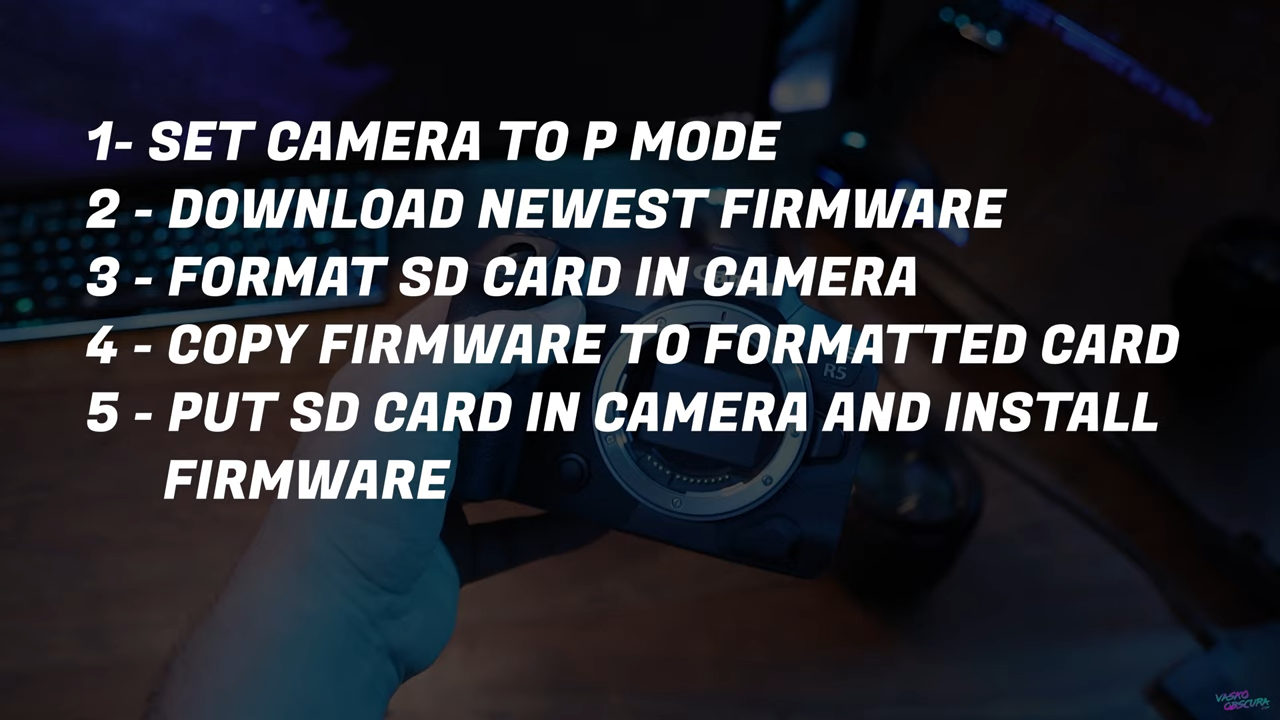 1- SET CAMERA TO P MODE
2 - DOWNLOAD NEWEST FIRMWARE
3 - FORMAT SD CARD IN CAMERA
4 - COPY FIRMWARE TO FORMATTED CARD
R5
5 - PUT SD CARD IN CAMERA AND INSTALL
FIRMWARE
VASKO
OBSCURA